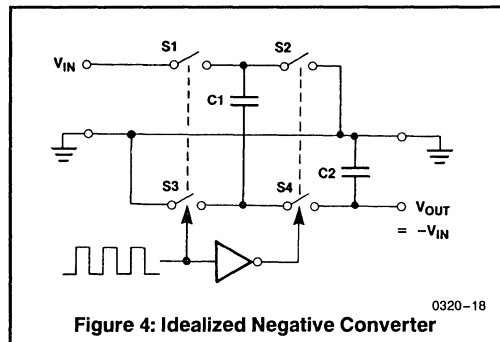 S1
S2
VIN
C1
C2
S3
S4
VOUT
= -VIN
0320-18
Figure 4: Idealized Negative Converter